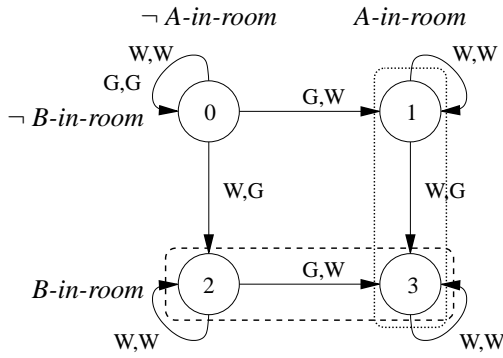 ¬ A-in-room
A-in-room
W,W
G,G
W,W
¬ B-in-room
0
G,W
1
W,G
W,G
B-in-room
2
G,W
3
W,W
W,W